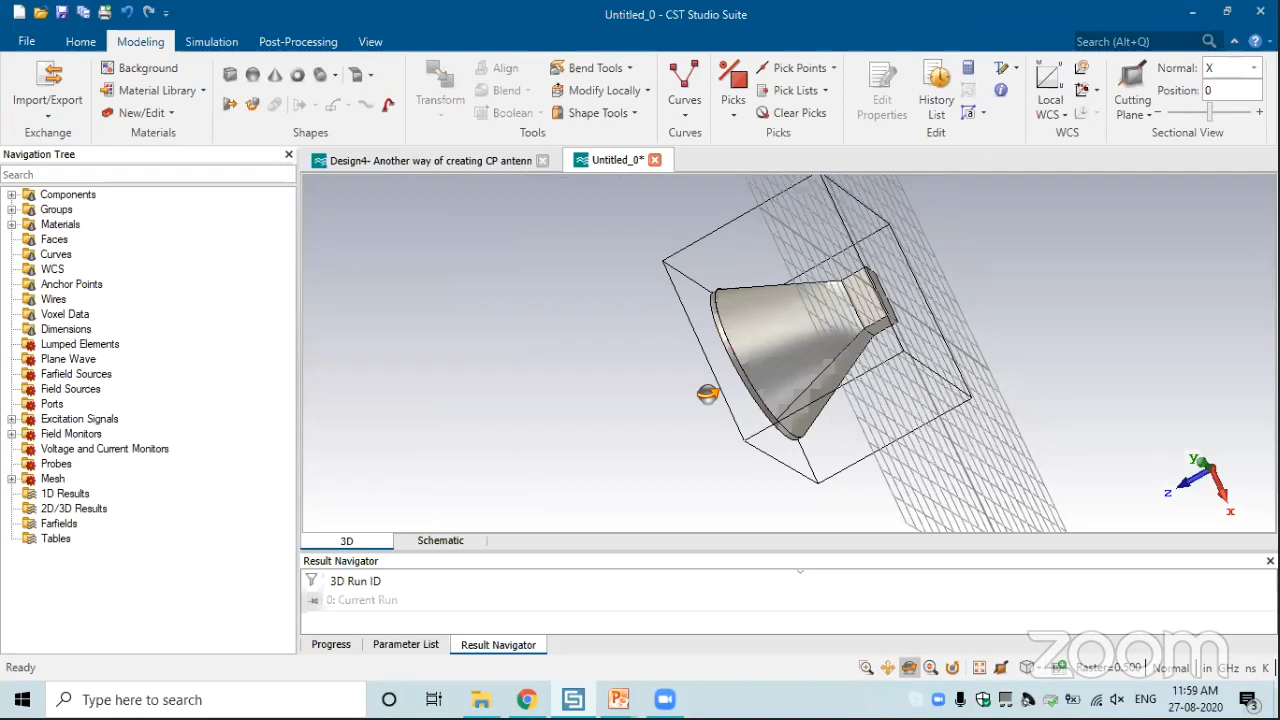 Untitled_0 - CST Studio Suite
File Home Modeling Simulation Post-Processing View Search (Alt+Q)
Background Align Bend Tools Pick Points Normal: X
Material Library Blend Modify Locally Pick Lists Position: 0
Import/Export New/Edit Transform Boolean Shape Tools Curves Picks Clear Picks Edit Properties History List Local WCS Cutting Plane
Exchange Materials Shapes Tools Curves Picks Edit WCS Sectional View
Navigation Tree
Search
Design4- Another way of creating CP antenn Untitled_0*
Components
Groups
Materials
Faces
Curves
WCS
Anchor Points
Wires
Voxel Data
Dimensions
Lumped Elements
Plane Wave
Farfield Sources
Field Sources
Ports
Excitation Signals
Field Monitors
Voltage and Current Monitors
Probes
Mesh
1D Results
2D/3D Results
Farfields
Tables
y
z
x
3D Schematic
Result Navigator
3D Run ID
0: Current Run
Progress Parameter List Result Navigator
zoom
Ready Raster=0.500 Normal in GHz ns K
Type here to search
ENG 11:59 AM
27-08-2020
3